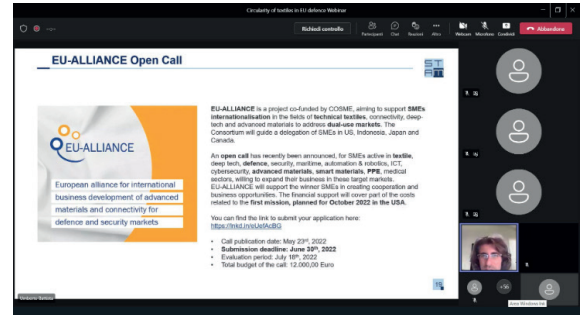 Circularity of textiles in EU defence Webinar
Richiedi controllo
Partecipanti
Chat
Reazioni
Altro
Webcam
Microfono
Condividi
Abbandona
EU-ALLIANCE Open Call
EU-ALLIANCE
European alliance for international
business development of advanced
materials and connectivity for
defence and security markets
EU-ALLIANCE is a project co-funded by COSME, aiming to support SMEs
internationalisation in the fields of technical textiles, connectivity, deep-
tech and advanced materials to address dual-use markets. The
Consortium will guide a delegation of SMEs in US, Indonesia, Japan and
Canada.
An open call has recently been announced, for SMEs active in textile,
deep tech, defence, security, maritime, automation & robotics, ICT,
cybersecurity, advanced materials, smart materials, PPE, medical
sectors, willing to expand their business in those target markets.
EU-ALLIANCE will support the winner SMEs in creating cooperation and
business opportunities. The financial support will cover part of the costs
related to the first mission, planned for October 2022 in the USA.
You can find the link to submit your application here:
https://lnkd.in/eUefAcBG
• Call publication date: May 23rd, 2022
• Submission deadline: June 30th, 2022
• Evaluation period: July 18th, 2022
• Total budget of the call: 12.000,00 Euro
+56